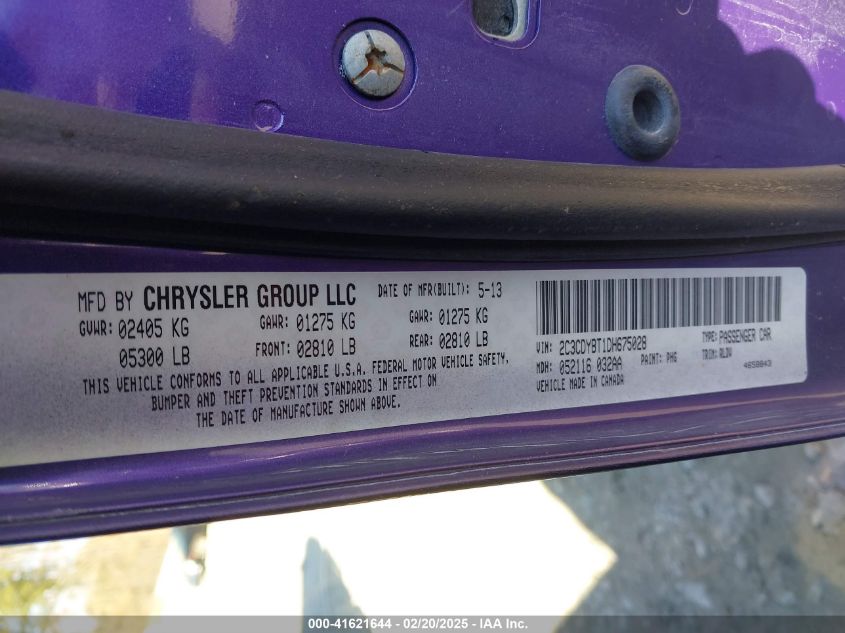 MFD BY CHRYSLER GROUP LLC DATE OF MFR(BUILT): 5-13
GVWR: 02405 KG GAWR: 01275 KG GAWR: 01275 KG
05300 LB FRONT: 02810 LB REAR: 02810 LB
THIS VEHICLE CONFORMS TO ALL APPLICABLE U.S.A. FEDERAL MOTOR VEHICLE SAFETY,
BUMPER AND THEFT PREVENTION STANDARDS IN EFFECT ON
THE DATE OF MANUFACTURE SHOWN ABOVE.
VIN: 2C3CDYBT1DH675028 TYPE: PASSENGER CAR
MDH: 052116 032AA PAINT: PHG TRIM: RLDV
VEHICLE MADE IN CANADA 4658843
000-41621644 — 02/20/2025 — IAA Inc.